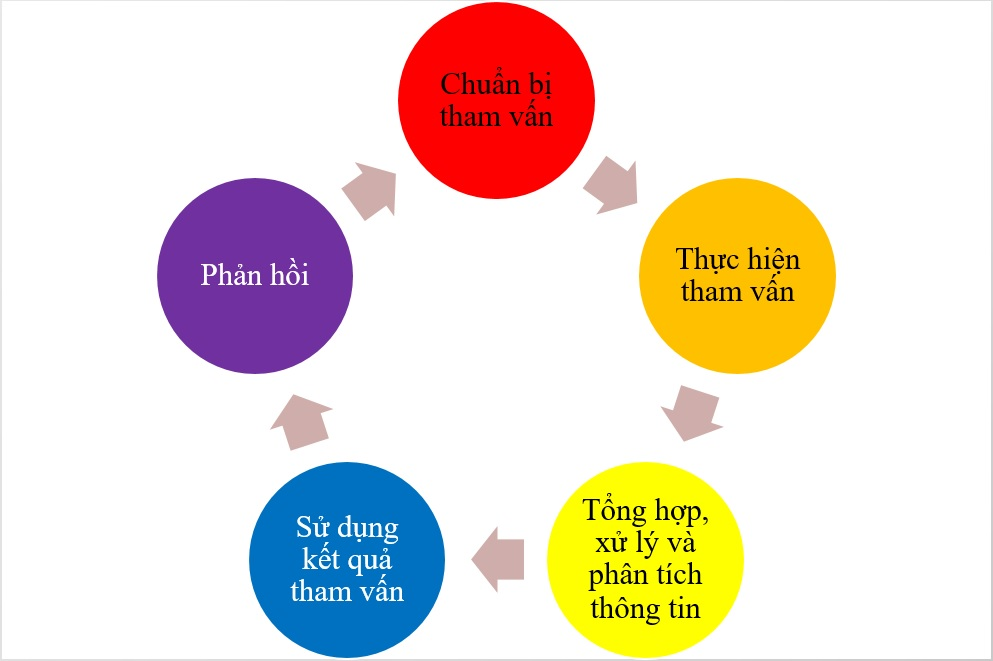 Chuẩn bị
tham vấn
Thực hiện
tham vấn
Tổng hợp,
xử lý và
phân tích
thông tin
Sử dụng
kết quả
tham vấn
Phản hồi